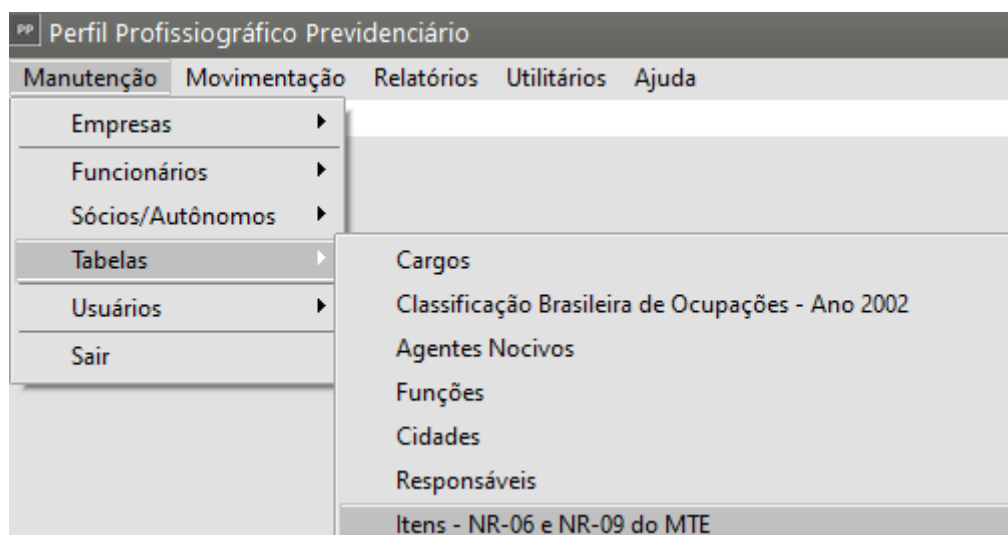 PP Perfil Profissiográfico Previdenciário
Manutenção Movimentação Relatórios Utilitários Ajuda
Empresas
Funcionários
Sócios/Autônomos
Tabelas
Usuários
Sair
Cargos
Classificação Brasileira de Ocupações - Ano 2002
Agentes Nocivos
Funções
Cidades
Responsáveis
Itens - NR-06 e NR-09 do MTE